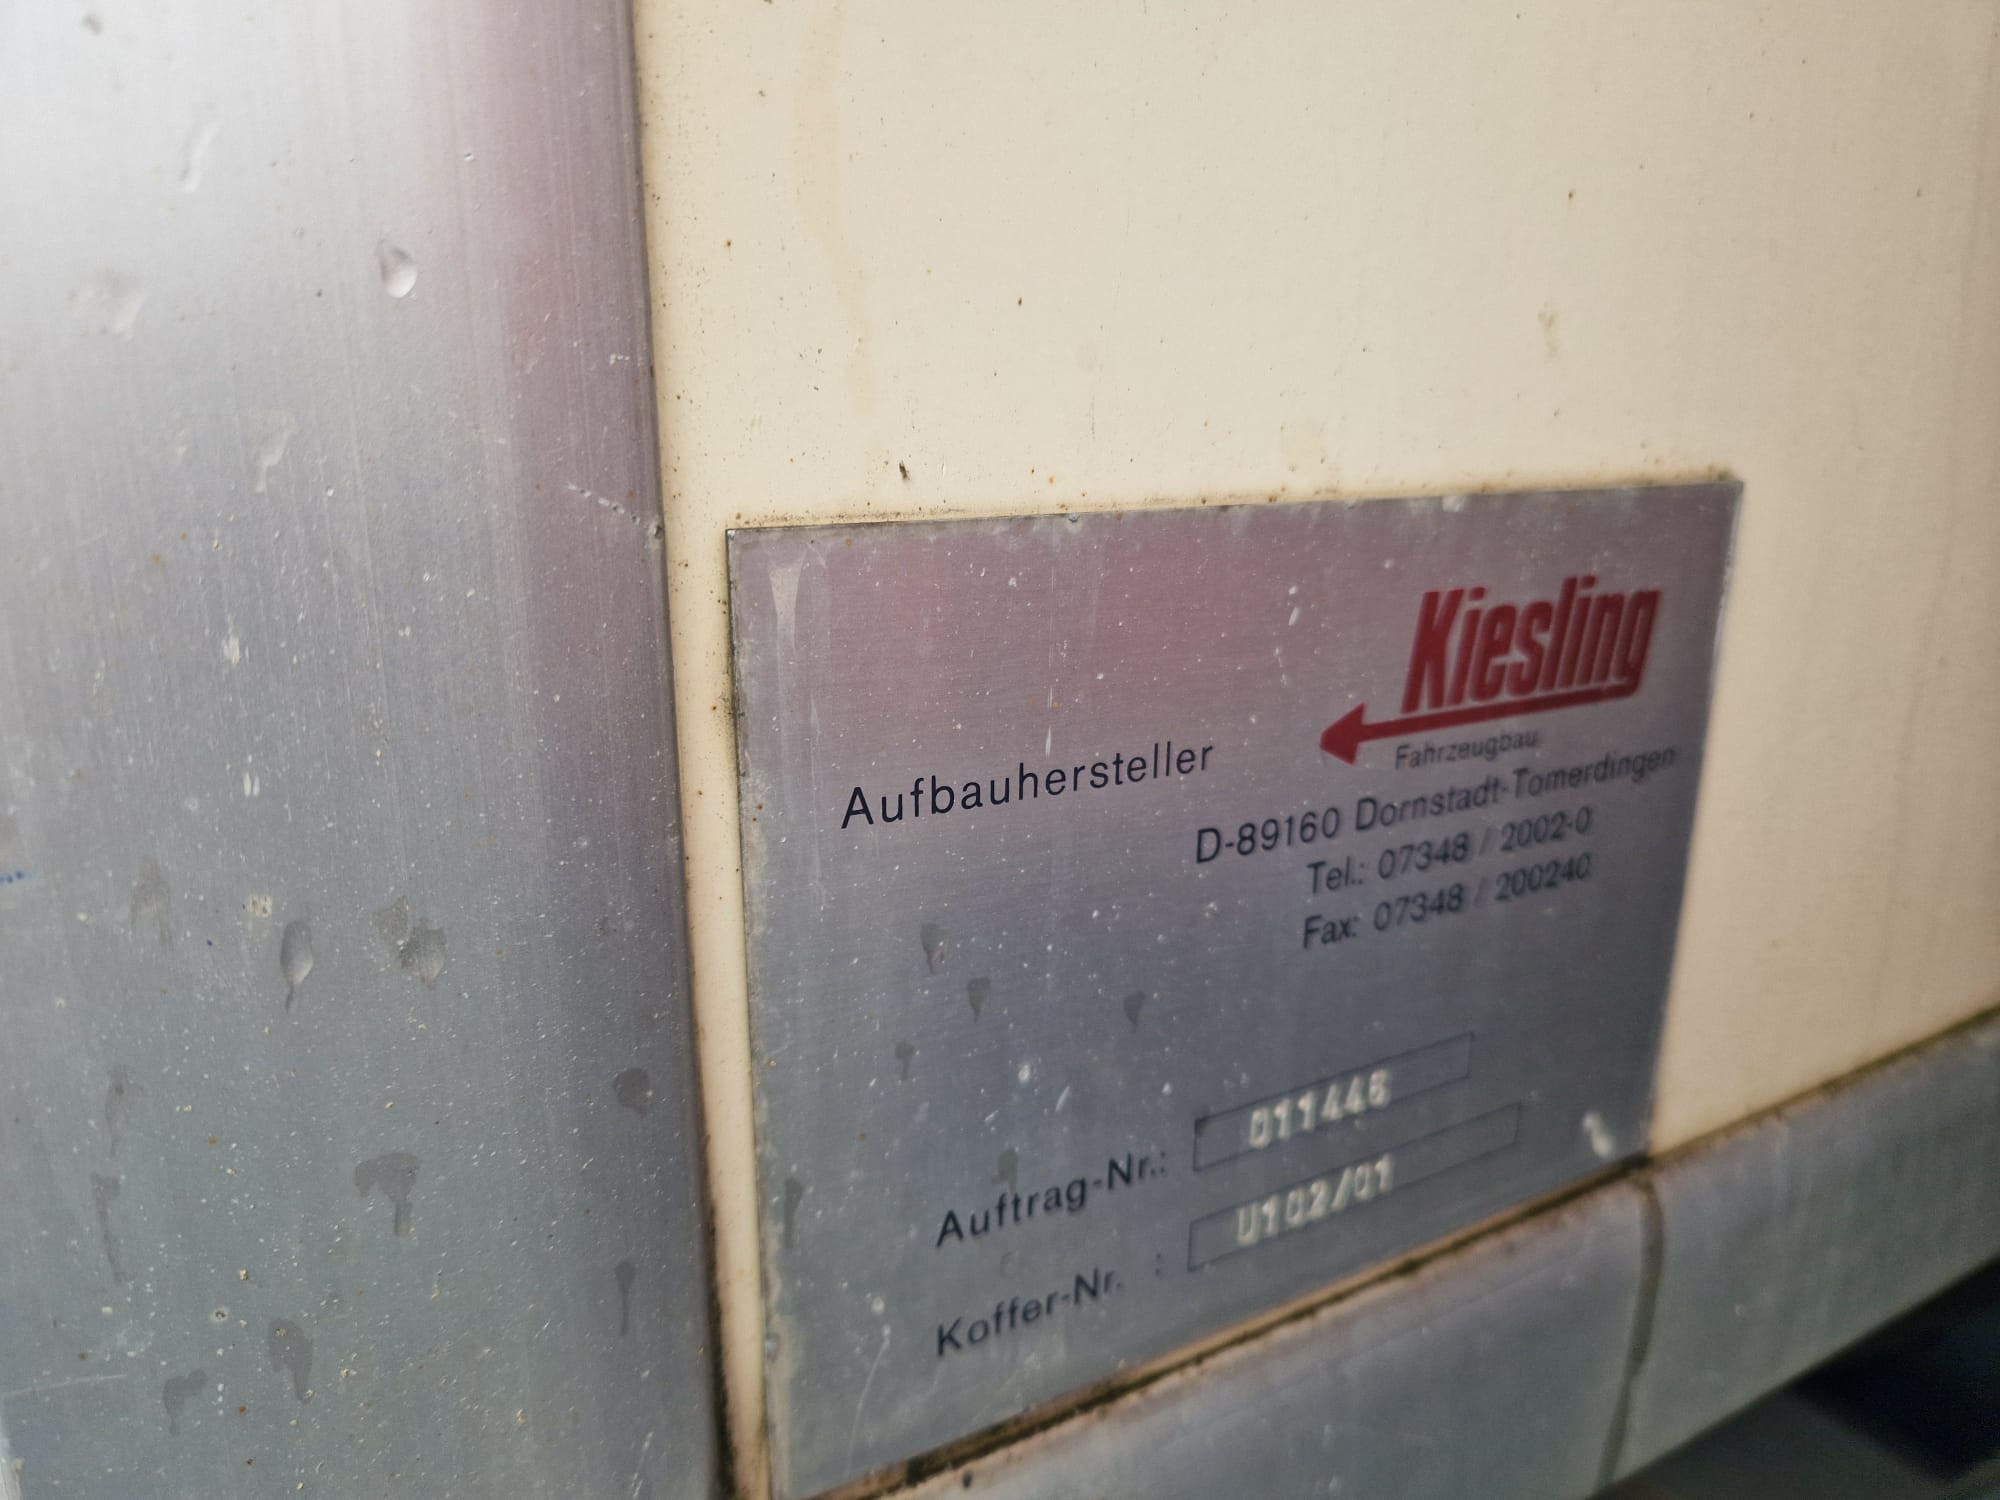 Kiesling
Fahrzeugbau
Aufbauhersteller
D-89160 Dornstadt-Tomerdingen
Tel.: 07348 / 2002-0
Fax: 07348 / 200240
Auftrag-Nr.: 011446
Koffer-Nr. : U102/01